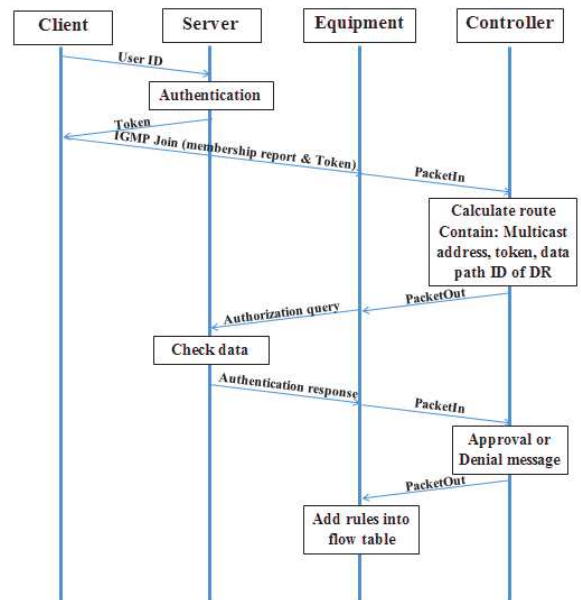 Client
Server
Equipment
Controller
User ID
Authentication
Token
IGMP Join (membership report & Token)
PacketIn
Calculate route
Contain: Multicast
address, token, data
path ID of DR
PacketOut
Authorization query
Check data
Authentication response
PacketIn
Approval or
Denial message
PacketOut
Add rules into
flow table